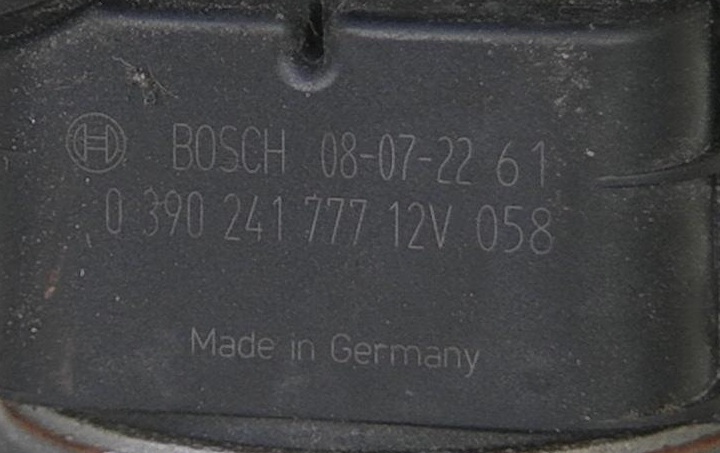 BOSCH 08-07-22 61
0 390 241 777 12V 058
Made in Germany